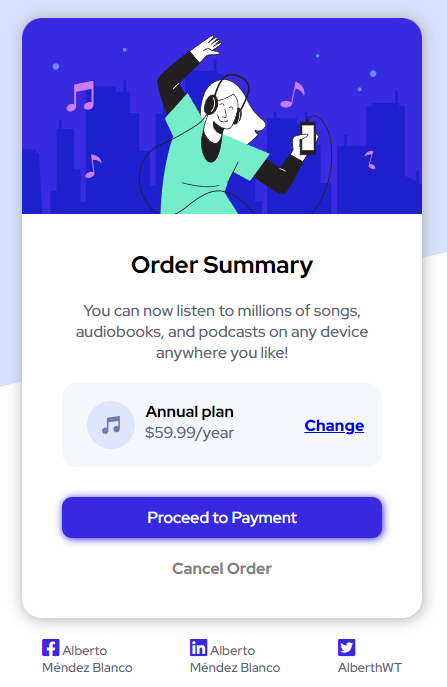 Order Summary
You can now listen to millions of songs,
audiobooks, and podcasts on any device
anywhere you like!
Annual plan
$59.99/year
Change
Proceed to Payment
Cancel Order
Alberto
Méndez Blanco
Alberto
Méndez Blanco
AlberthWT